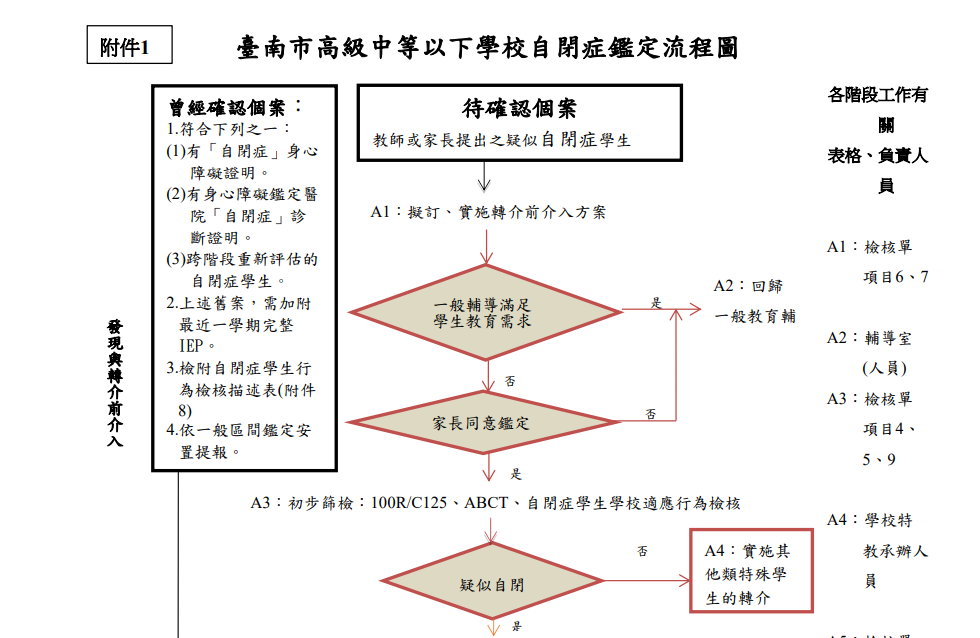 附件1
臺南市高級中等以下學校自閉症鑑定流程圖
曾經確認個案：
1.符合下列之一：
(1)有「自閉症」身心
障礙證明。
(2)有身心障礙鑑定醫
院「自閉症」診
斷證明。
(3)跨階段重新評估的
自閉症學生。
2.上述舊案，需加附
最近一學期完整
IEP。
3.檢附自閉症學生行
為檢核描述表(附件
8)
4.依一般區間鑑定安
置提報。
待確認個案
教師或家長提出之疑似自閉症學生
A1：擬訂、實施轉介前介入方案
一般輔導滿足
學生教育需求
是
A2：回歸
一般教育輔
否
家長同意鑑定
否
是
A3：初步篩檢：100R/C125、ABCT、自閉症學生學校適應行為檢核
疑似自閉
否
A4：實施其
他類特殊學
生的轉介
是
發現與轉介前介入
各階段工作有
關
表格、負責人
員
A1：檢核單
項目6、7
A2：輔導室
(人員)
A3：檢核單
項目4、
5、9
A4：學校特
教承辦人
員